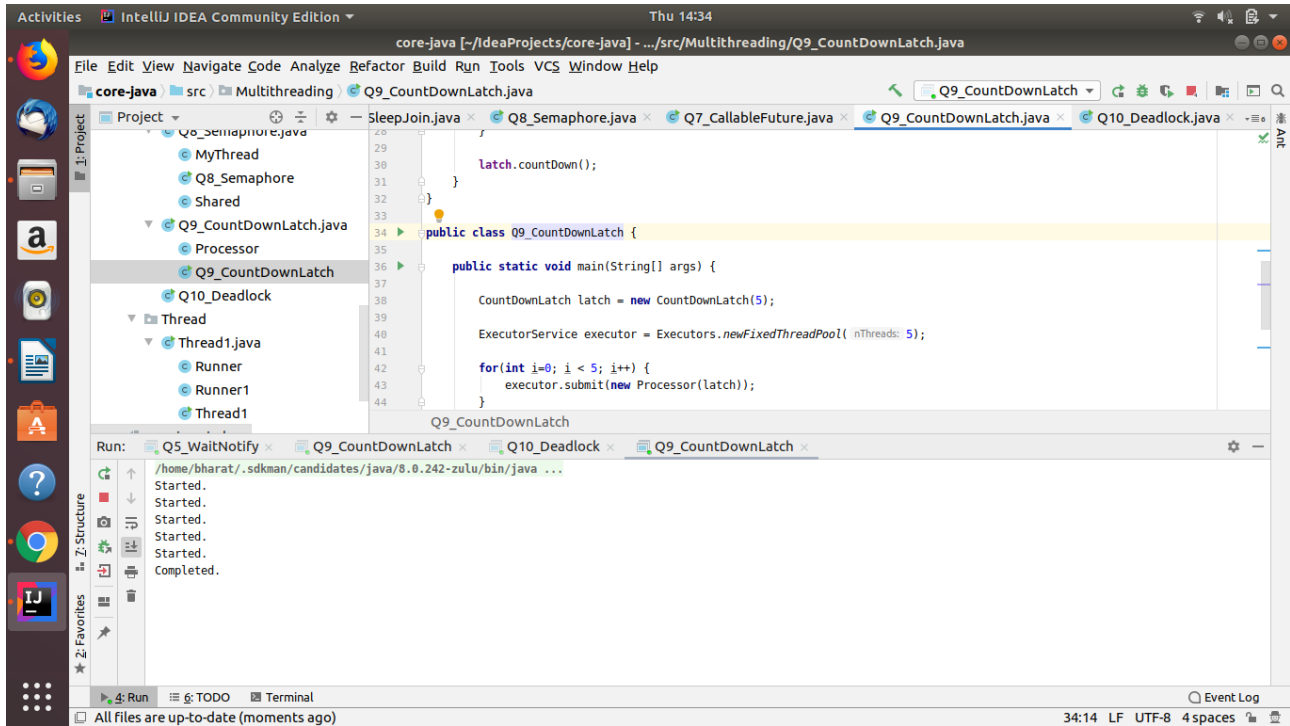 Activities IntelliJ IDEA Community Edition Thu 14:34
core-java [~/IdeaProjects/core-java] - .../src/Multithreading/Q9_CountDownLatch.java
File Edit View Navigate Code Analyze Refactor Build Run Tools VCS Window Help
core-java src Multithreading Q9_CountDownLatch.java Q9_CountDownLatch
1: Project
Project
SleepJoin.java Q8_Semaphore.java Q7_CallableFuture.java Q9_CountDownLatch.java Q10_Deadlock.java 6
Ant
Q8_Semaphore.java
MyThread
Q8_Semaphore
Shared
Q9_CountDownLatch.java
Processor
Q9_CountDownLatch
Q10_Deadlock
Thread
Thread1.java
Runner
Runner1
Thread1
28 }
29
30 latch.countDown();
31 }
32 }
33
34 public class Q9_CountDownLatch {
35
36 public static void main(String[] args) {
37
38 CountDownLatch latch = new CountDownLatch(5);
39
40 ExecutorService executor = Executors.newFixedThreadPool( nThreads: 5);
41
42 for(int i=0; i < 5; i++) {
43 executor.submit(new Processor(latch));
44 }
Q9_CountDownLatch
Run: Q5_WaitNotify Q9_CountDownLatch Q10_Deadlock Q9_CountDownLatch
/home/bharat/.sdkman/candidates/java/8.0.242-zulu/bin/java ...
Started.
Started.
Started.
Started.
Started.
Completed.
Z: Structure
2: Favorites
4: Run 6: TODO Terminal Event Log
All files are up-to-date (moments ago) 34:14 LF UTF-8 4 spaces